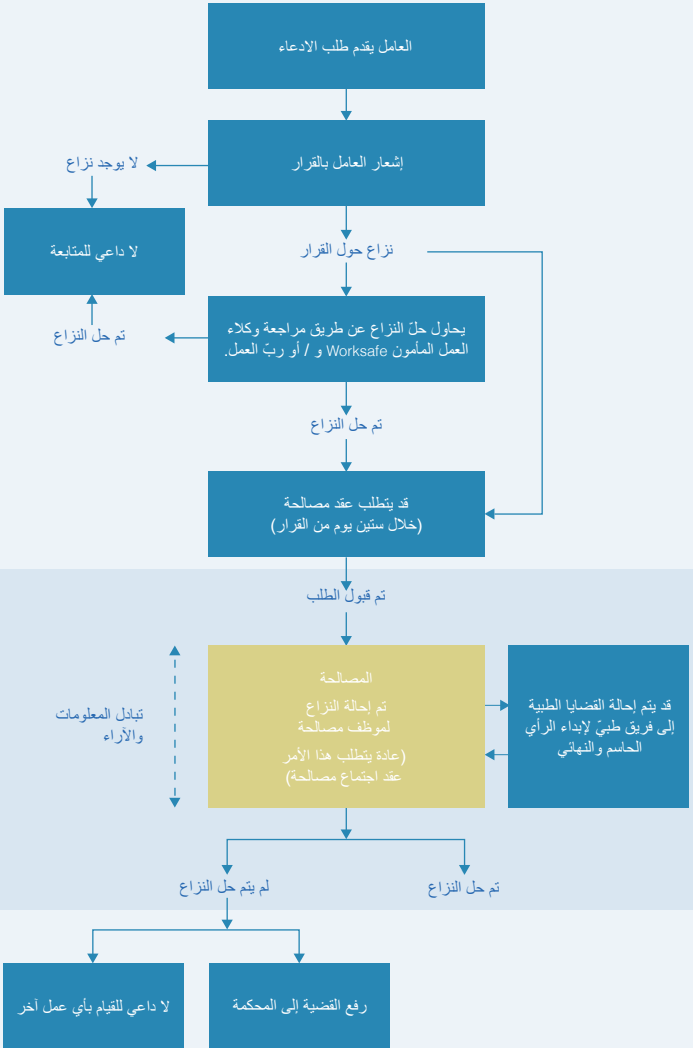 العامل يقدم طلب الادعاء
إشعار العامل بالقرار
لا يوجد نزاع
لا داعي للمتابعة
نزاع حول القرار
يحاول حلّ النزاع عن طريق مراجعة وكلاء
العمل المأمون Worksafe و / أو ربّ العمل.
تم حل النزاع
تم حل النزاع
قد يتطلب عقد مصالحة
(خلال ستين يوم من القرار)
تم قبول الطلب
المصالحة
تم إحالة النزاع
لموظف مصالحة
(عادة يتطلب هذا الأمر
عقد اجتماع مصالحة)
قد يتم إحالة القضايا الطبية
إلى فريق طبيّ لإبداء الرأي
الحاسم والنهائي
تبادل المعلومات
والآراء
تم حل النزاع
لم يتم حل النزاع
رفع القضية إلى المحكمة
لا داعي للقيام بأي عمل آخر